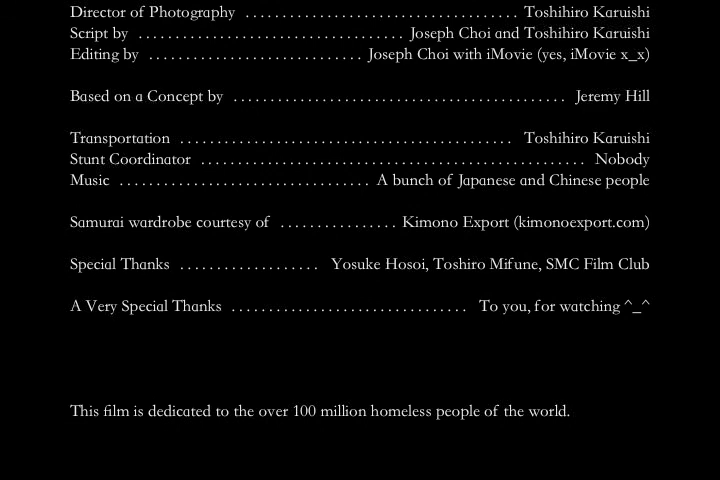 Director of Photography .............................. Toshihiro Karuishi
Script by .................................... Joseph Choi and Toshihiro Karuishi
Editing by ............................. Joseph Choi with iMovie (yes, iMovie x_x)
Based on a Concept by ............................................. Jeremy Hill
Transportation ............................................. Toshihiro Karuishi
Stunt Coordinator .................................................... Nobody
Music .................................. A bunch of Japanese and Chinese people
Samurai wardrobe courtesy of ................ Kimono Export (kimonoexport.com)
Special Thanks ................... Yosuke Hosoi, Toshiro Mifune, SMC Film Club
A Very Special Thanks ................................ To you, for watching ^_^
This film is dedicated to the over 100 million homeless people of the world.